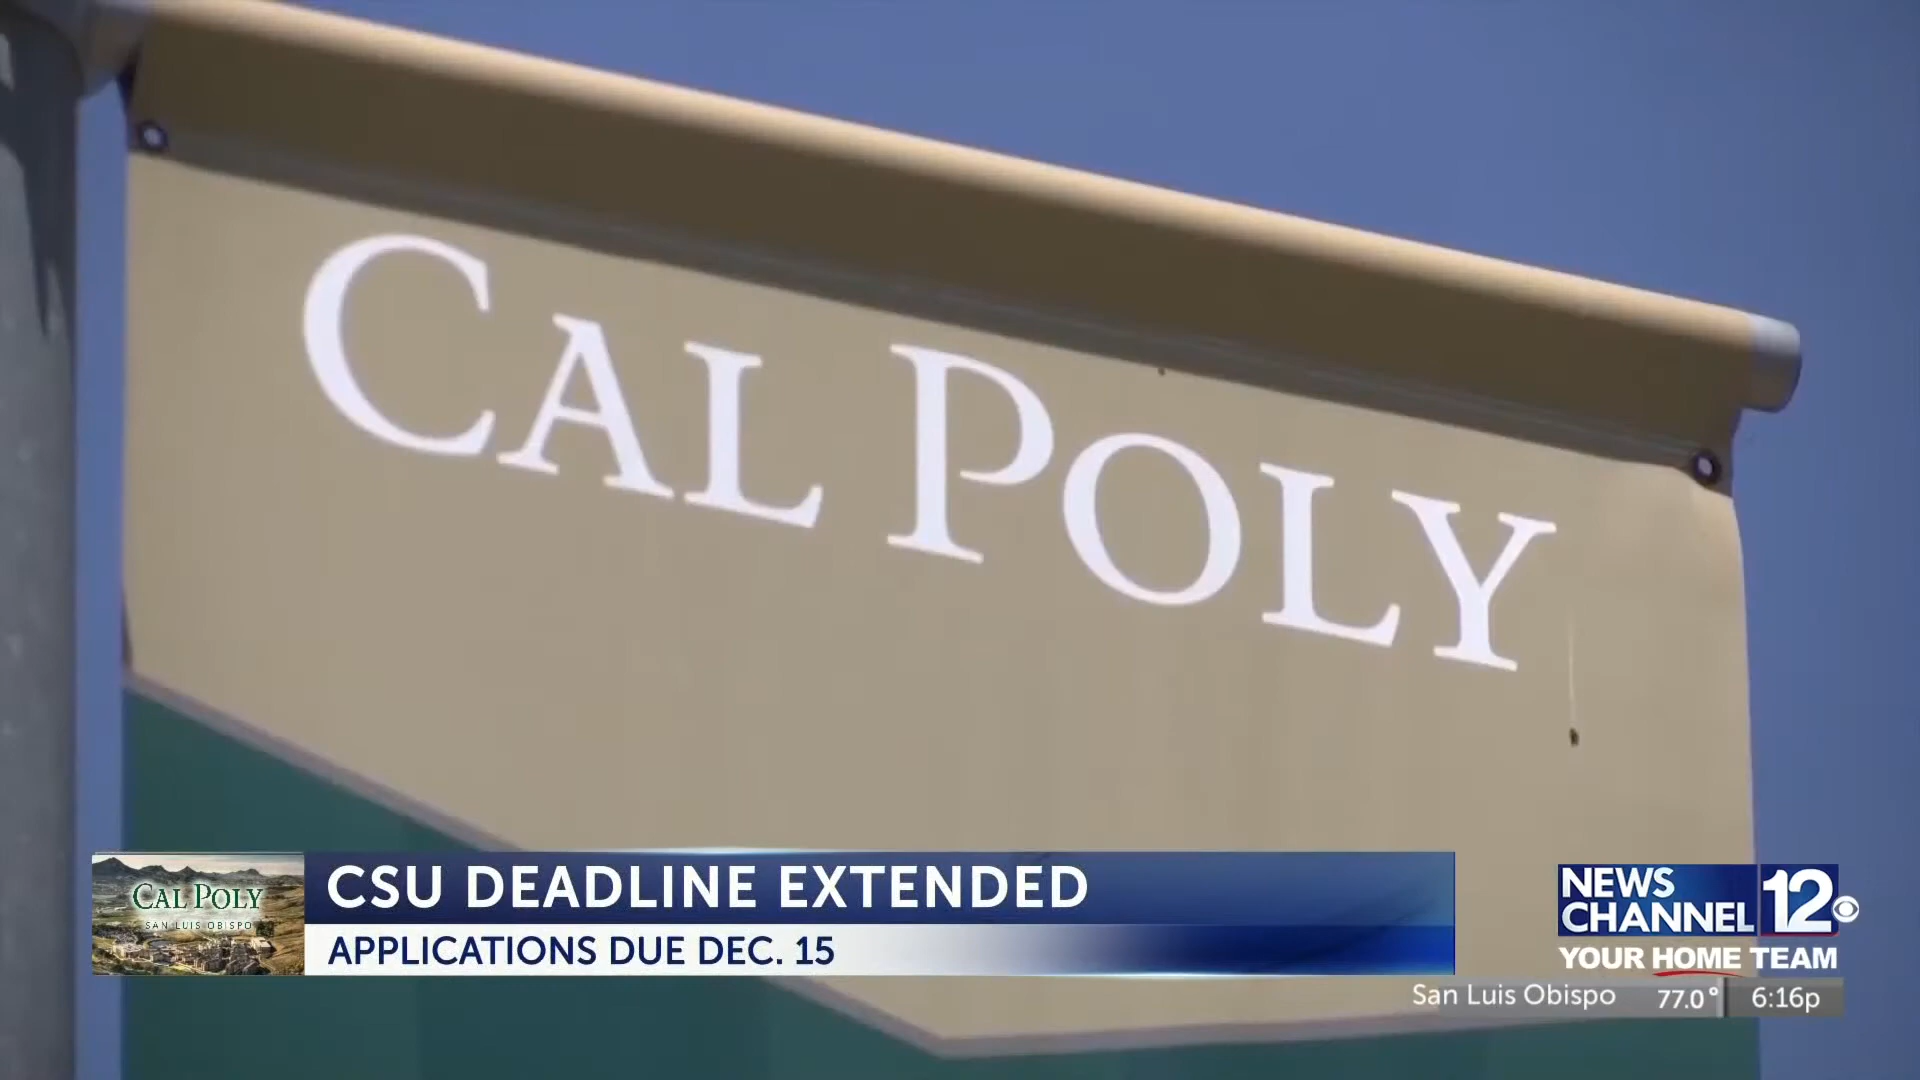 CAL POLY
CAL POLY
SAN LUIS OBISPO
CSU DEADLINE EXTENDED
APPLICATIONS DUE DEC. 15
NEWS
CHANNEL 12
YOUR HOME TEAM
San Luis Obispo 77.0° 6:16p